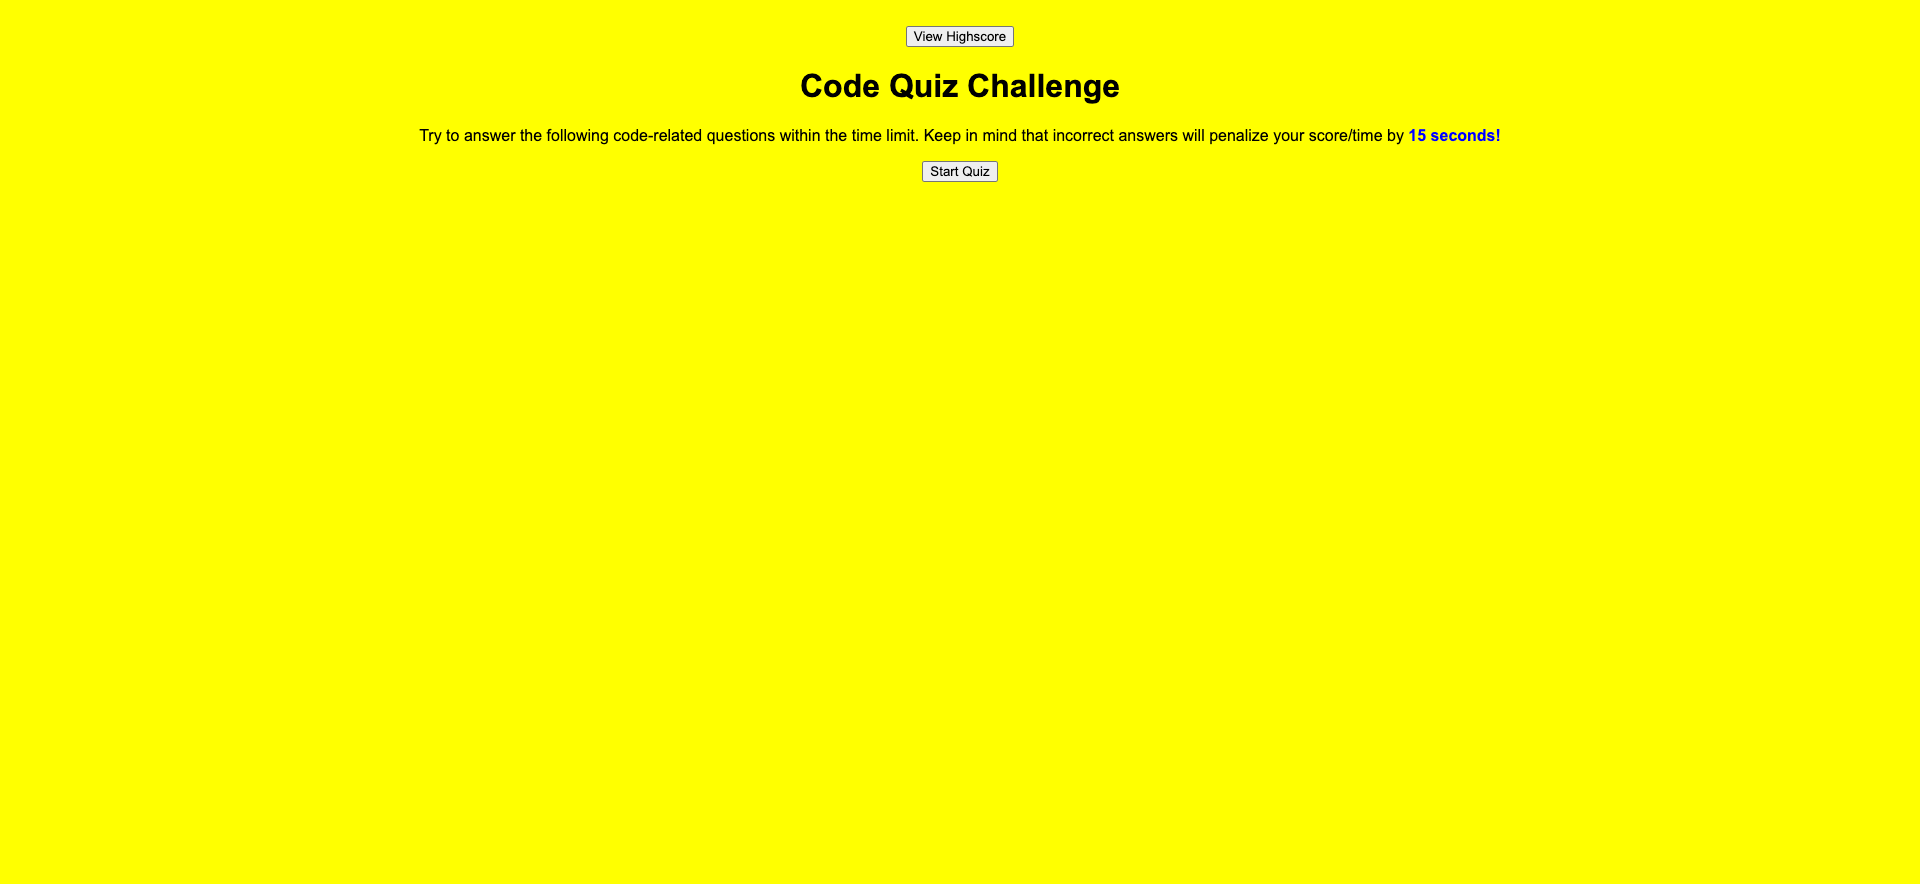 View Highscore
Code Quiz Challenge
Try to answer the following code-related questions within the time limit. Keep in mind that incorrect answers will penalize your score/time by 15 seconds!
Start Quiz